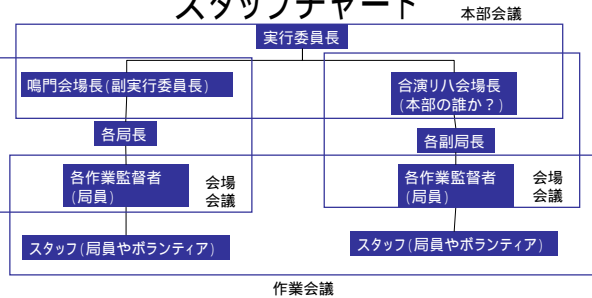 スタッフチャート
本部会議
実行委員長
鳴門会場長(副実行委員長)
合演リハ会場長
(本部の誰か?)
各局長
各副局長
各作業監督者
(局員)
会場
会議
各作業監督者
(局員)
会場
会議
スタッフ(局員やボランティア)
スタッフ(局員やボランティア)
作業会議